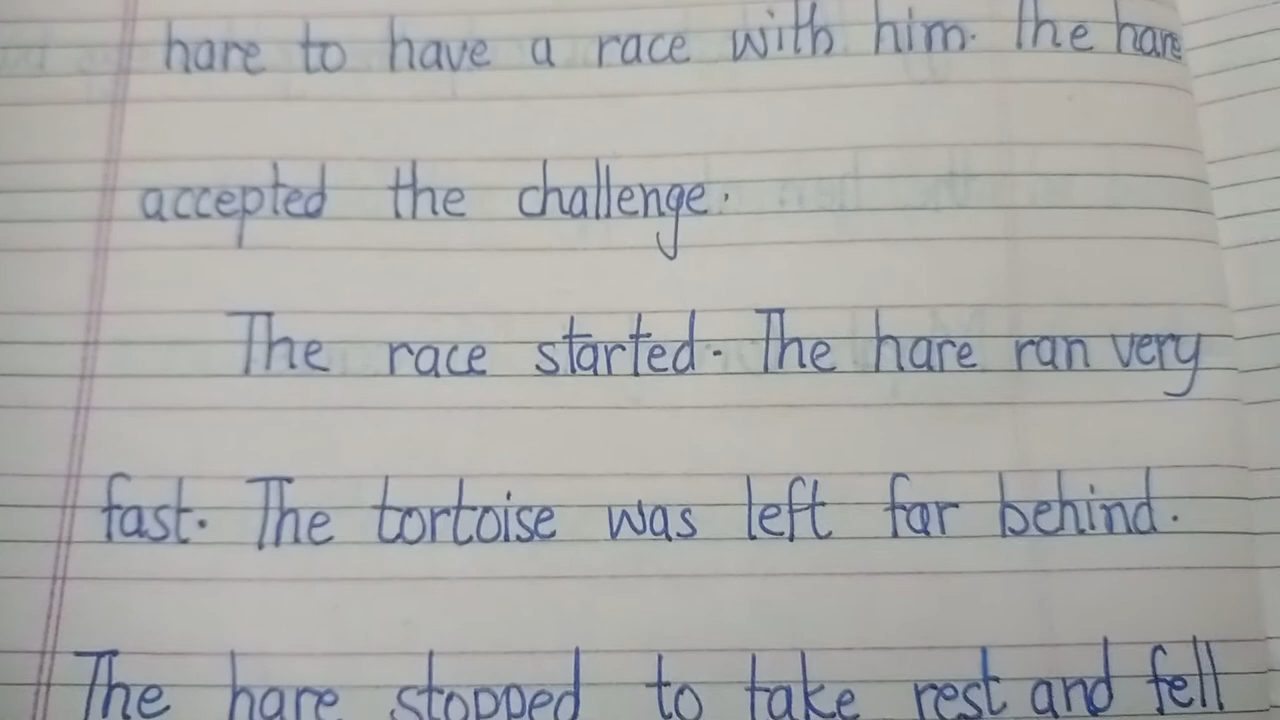 hare to have a race with him. The hare
accepted the challenge.
The race started. The hare ran very
fast. The tortoise was left far behind.
The hare stopped to take rest and fell